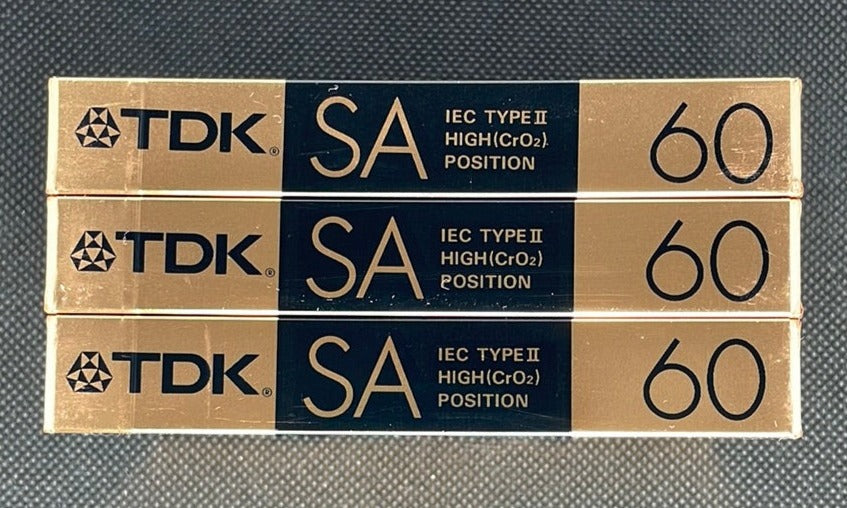 TDK® SA IEC TYPE II 60
HIGH(CrO₂)
POSITION
TDK® SA IEC TYPE II 60
HIGH(CrO₂)
POSITION
TDK® SA IEC TYPE II 60
HIGH(CrO₂)
POSITION